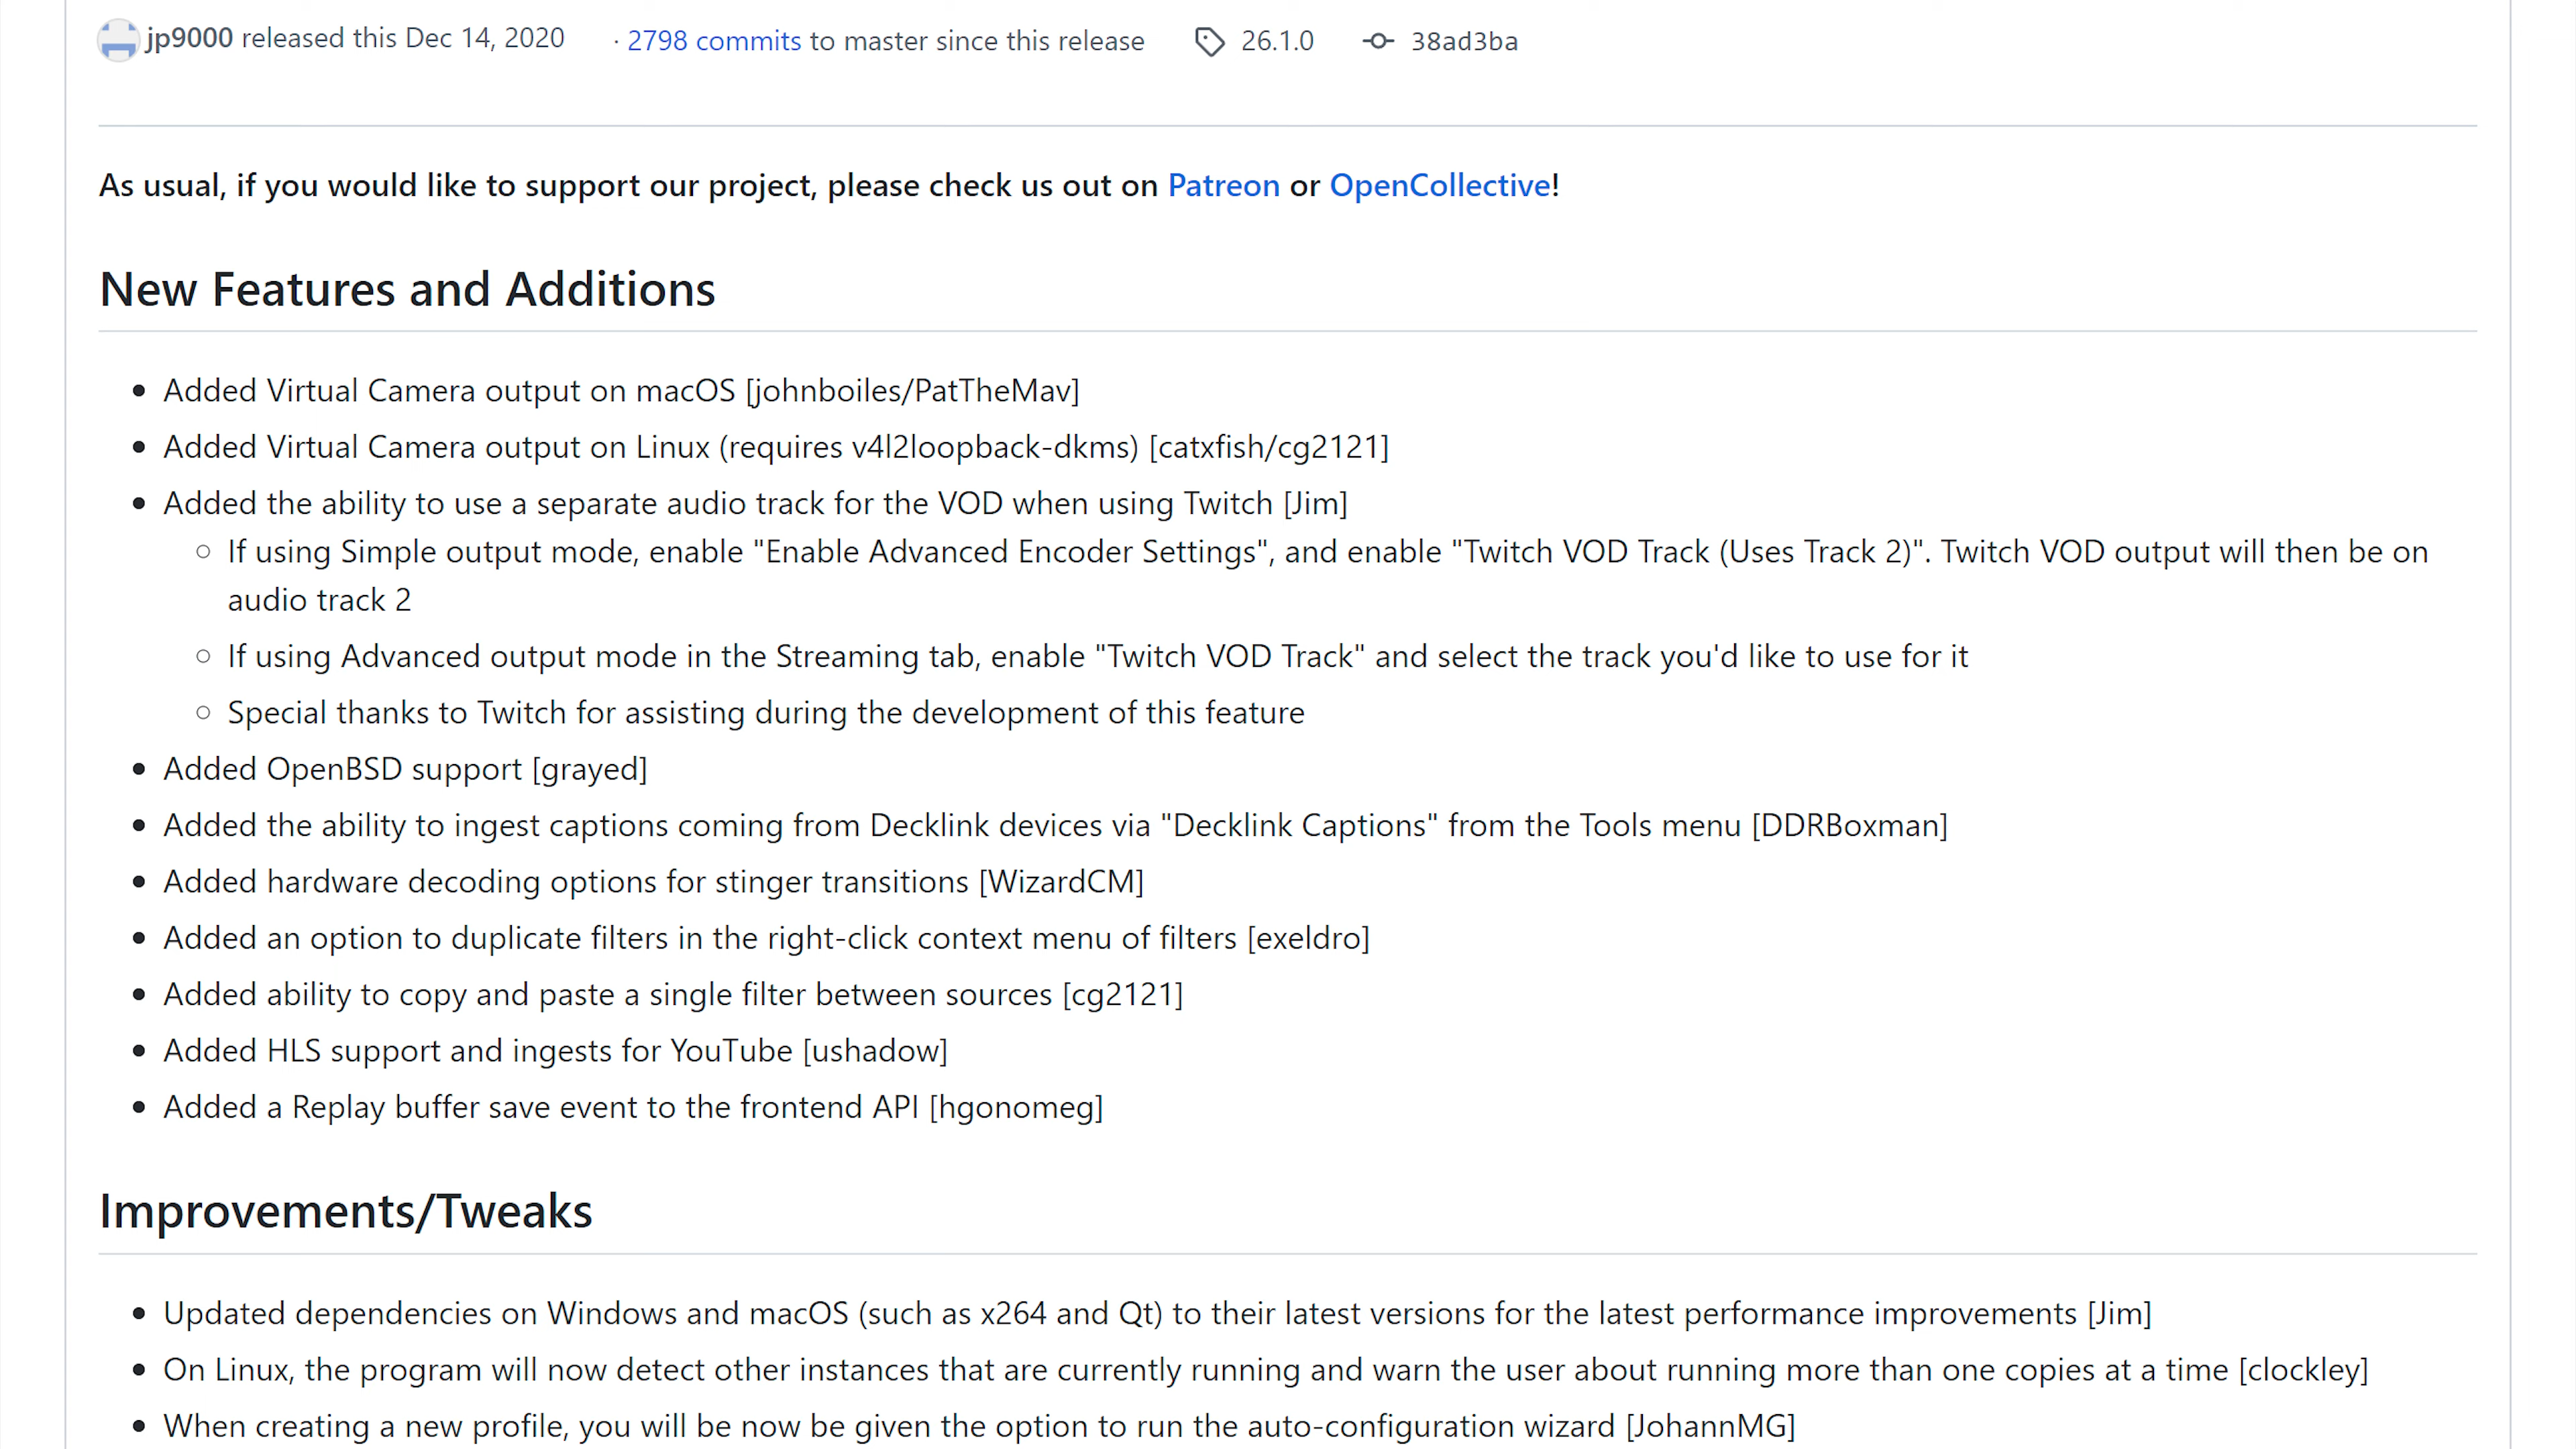 jp9000 released this Dec 14, 2020 · 2798 commits to master since this release 26.1.0 38ad3ba
As usual, if you would like to support our project, please check us out on Patreon or OpenCollective!
New Features and Additions
• Added Virtual Camera output on macOS [johnboiles/PatTheMav]
• Added Virtual Camera output on Linux (requires v4l2loopback-dkms) [catxfish/cg2121]
• Added the ability to use a separate audio track for the VOD when using Twitch [Jim]
○ If using Simple output mode, enable "Enable Advanced Encoder Settings", and enable "Twitch VOD Track (Uses Track 2)". Twitch VOD output will then be on
audio track 2
○ If using Advanced output mode in the Streaming tab, enable "Twitch VOD Track" and select the track you'd like to use for it
○ Special thanks to Twitch for assisting during the development of this feature
• Added OpenBSD support [grayed]
• Added the ability to ingest captions coming from Decklink devices via "Decklink Captions" from the Tools menu [DDRBoxman]
• Added hardware decoding options for stinger transitions [WizardCM]
• Added an option to duplicate filters in the right-click context menu of filters [exeldro]
• Added ability to copy and paste a single filter between sources [cg2121]
• Added HLS support and ingests for YouTube [ushadow]
• Added a Replay buffer save event to the frontend API [hgonomeg]
Improvements/Tweaks
• Updated dependencies on Windows and macOS (such as x264 and Qt) to their latest versions for the latest performance improvements [Jim]
• On Linux, the program will now detect other instances that are currently running and warn the user about running more than one copies at a time [clockley]
• When creating a new profile, you will be now be given the option to run the auto-configuration wizard [JohannMG]